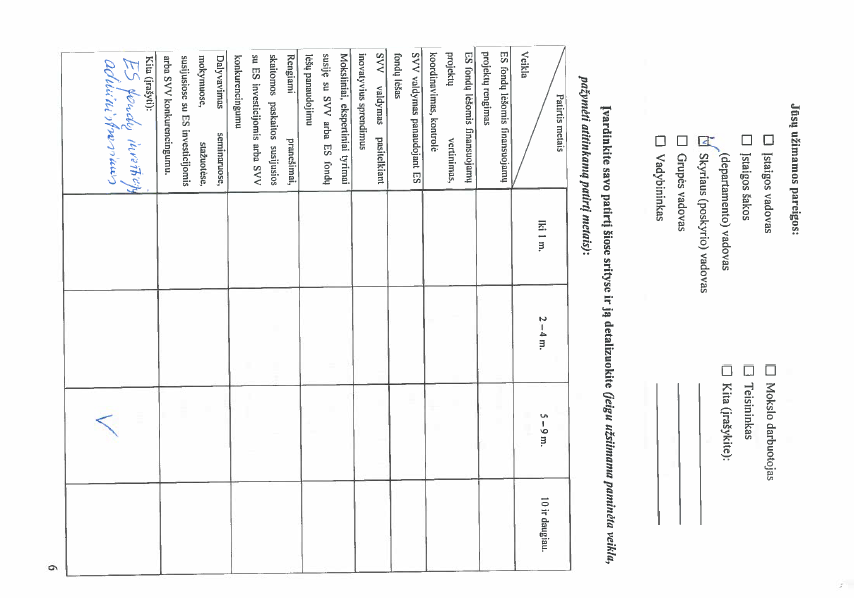 Jūsų užimamos pareigos:
☐ Įstaigos vadovas
☐ Įstaigos šakos
(departamento) vadovas
☑ Skyriaus (poskyrio) vadovas
☐ Grupės vadovas
☐ Vadybininkas
☐ Mokslo darbuotojas
☐ Teisininkas
☐ Kita (įrašykite):
Įvardinkite savo patirtį šiose srityse ir ją detalizuokite (jeigu užsiimama paminėta veikla,
pažymėti atitinkamą patirtį metais):
Patirtis metais
Veikla
Iki 1 m.
2 – 4 m.
5 – 9 m.
10 ir daugiau.
ES fondų lėšomis finansuojamų
projektų rengimas
ES fondų lėšomis finansuojamų
projektų vertinimas,
koordinavimas, kontrolė
SVV valdymas panaudojant ES
fondų lėšas
SVV valdymas pasitelkiant
inovatyvius sprendimus
Moksliniai, ekspertiniai tyrimai
susiję su SVV arba ES fondų
lėšų panaudojimu
Rengiami pranešimai,
skaitomos paskaitos susijusios
su ES investicijomis arba SVV
konkurencingumu
Dalyvavimas seminaruose,
mokymuose, stažuotėse,
susijusiose su ES investicijomis
arba SVV konkurencingumu.
Kita (įrašyti):
ES fondų investicijų
administravimas
V
6